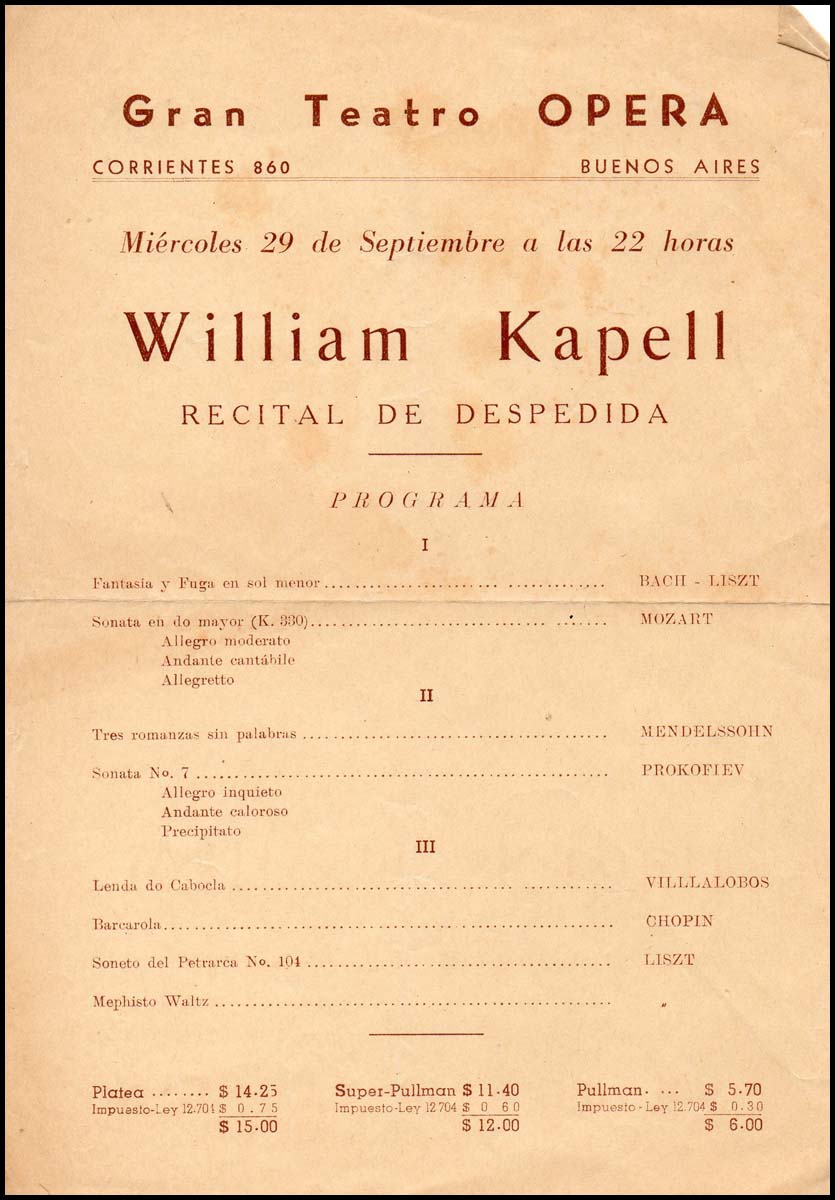 Gran Teatro OPERA
CORRIENTES 860 BUENOS AIRES
Miércoles 29 de Septiembre a las 22 horas
William Kapell
RECITAL DE DESPEDIDA
PROGRAMA
I
Fantasia y Fuga en sol menor ........................................ BACH - LISZT
Sonata en do mayor (K. 330) ........................................ MOZART
Allegro moderato
Andante cantábile
Allegretto
II
Tres romanzas sin palabras ........................................ MENDELSSOHN
Sonata No. 7 ........................................ PROKOFIEV
Allegro inquieto
Andante caloroso
Precipitato
III
Lenda do Cabocla ........................................ VILLLALOBOS
Barcarola ........................................ CHOPIN
Soneto del Petrarca No. 104 ........................................ LISZT
Mephisto Waltz ........................................ „
Platea ........ $ 14.25 Super-Pullman $ 11.40 Pullman. ... $ 5.70
Impuesto-Ley 12.704 $ 0.75 Impuesto-Ley 12704 $ 0 60 Impuesto-Ley 12.704 $ 0.30
$ 15.00 $ 12.00 $ 6.00